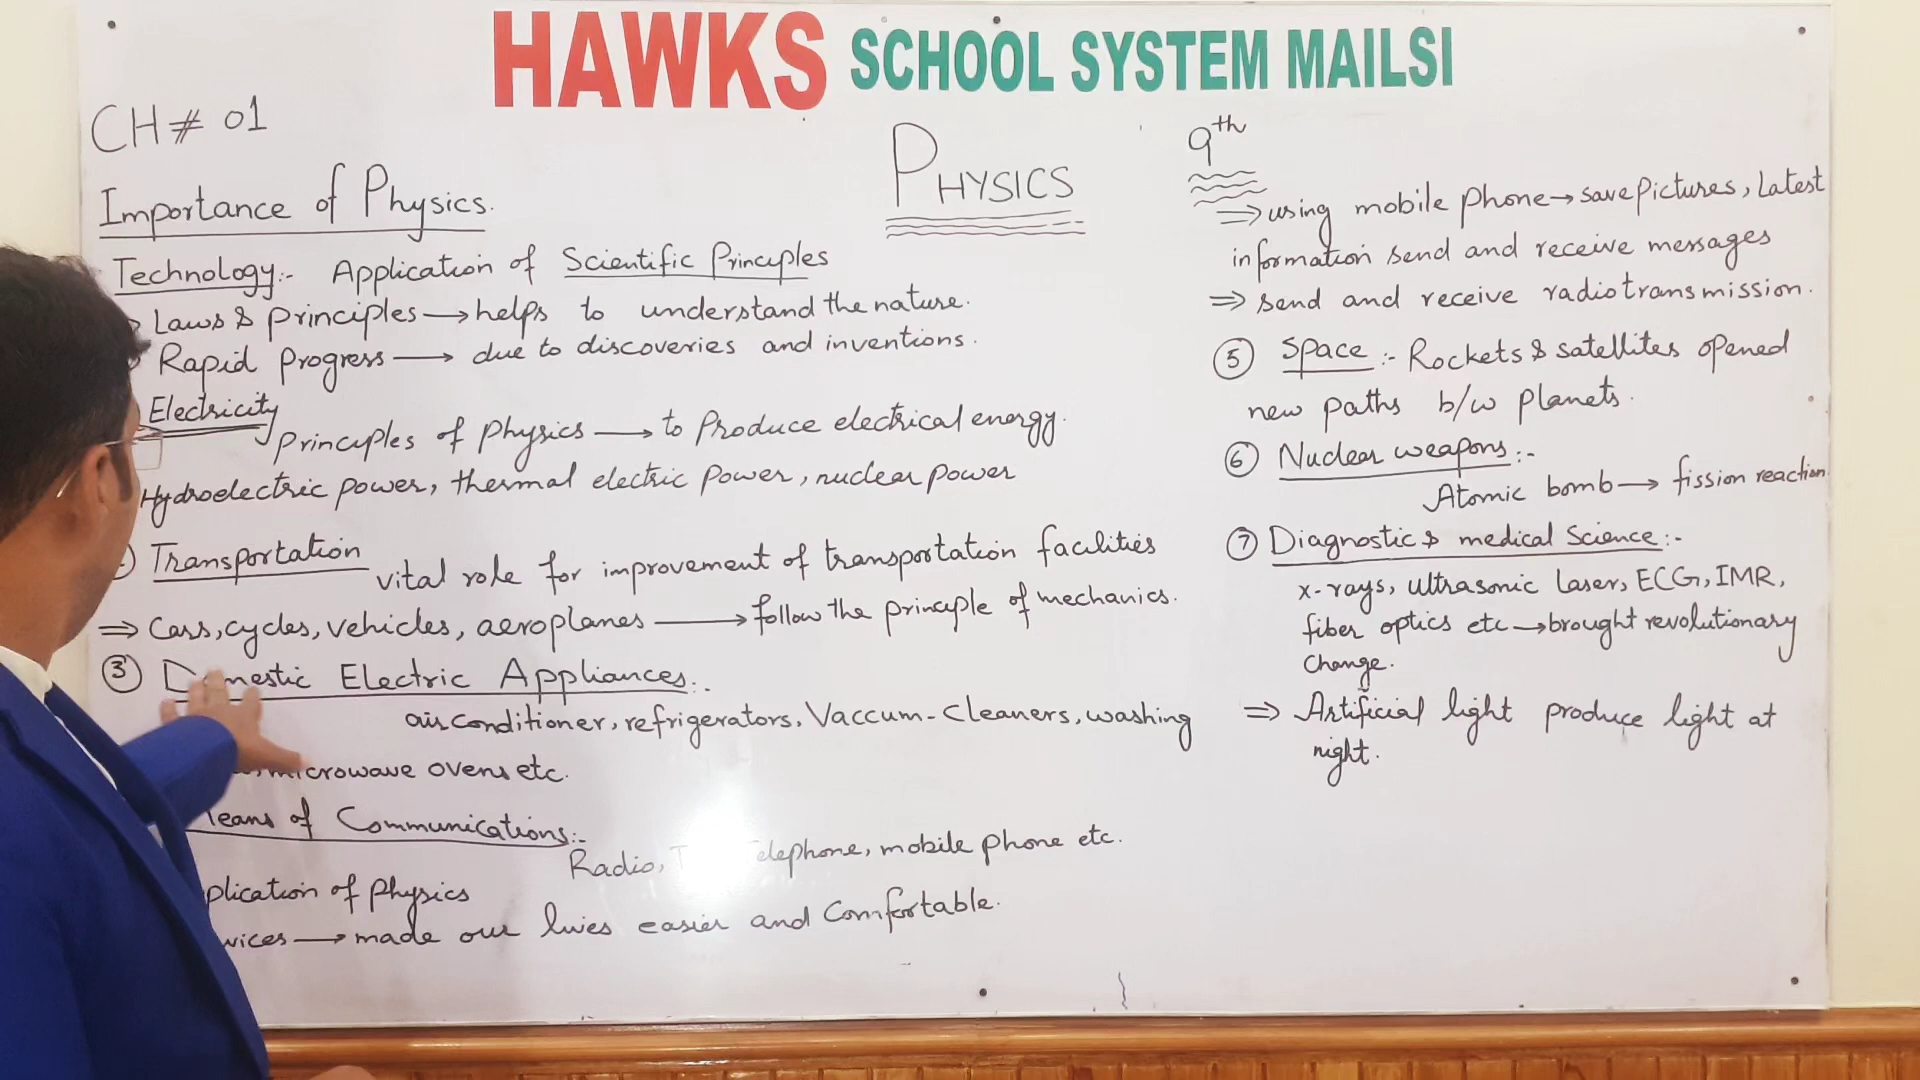 HAWKS SCHOOL SYSTEM MAILSI
CH# 01
PHYSICS
9th
Importance of Physics.
Technology:- Application of Scientific Principles
Laws & Principles → helps to understand the nature.
Rapid Progress → due to discoveries and inventions.
Electricity
Principles of Physics → to Produce electrical energy.
Hydroelectric power, thermal electric Power, nuclear power
Transportation
vital role for improvement of transportation facilities
⇒ Cars, cycles, vehicles, aeroplanes → follow the principle of mechanics.
③ Electric Appliances:.
air conditioner, refrigerators, Vaccum-Cleaners, washing
microwave ovens etc.
of Communications:-
Radio, mobile phone etc.
of Physics
→ made our lives easier and Comfortable.
⇒ using mobile Phone → save Pictures, Latest
information send and receive messages
⇒ send and receive radio transmission.
⑤ Space :- Rockets & satellites opened
new paths b/w planets.
⑥ Nuclear weapons:-
Atomic bomb → fission reaction.
⑦ Diagnostic & medical Science:-
x-rays, ultrasonic Laser, ECG, IMR,
fiber optics etc → brought revolutionary
Change.
⇒ Artificial light produce light at
night.